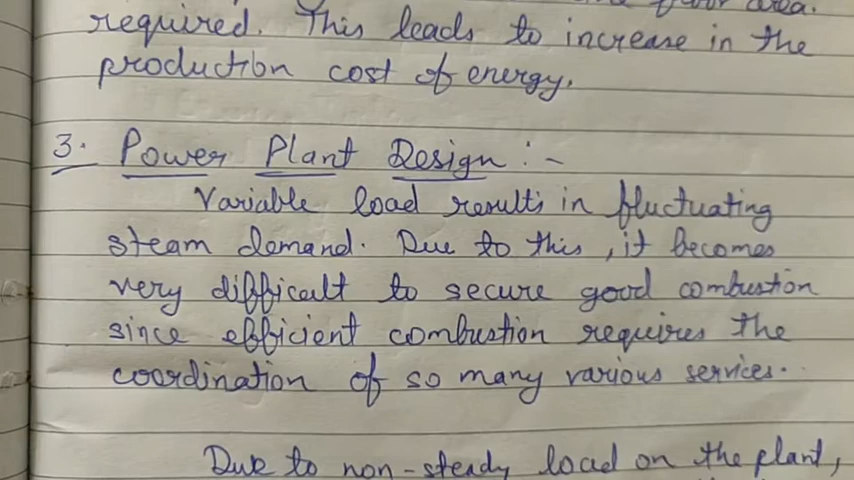 floor area.
required. This leads to increase in the
production cost of energy.
3. Power Plant Design :-
Variable load results in fluctuating
steam demand. Due to this, it becomes
very difficult to secure good combustion
since efficient combustion requires the
coordination of so many various services.
Due to non-steady load on the plant,